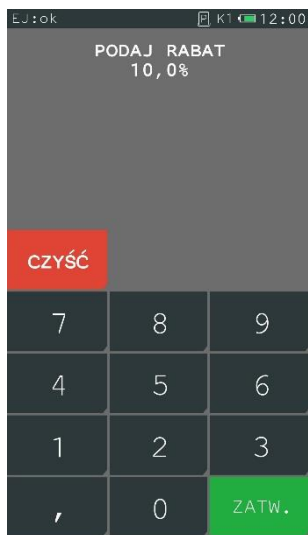 EJ:ok P K1 12:00
PODAJ RABAT
10,0%
CZYŚĆ
7 8 9
4 5 6
1 2 3
, 0 ZATW.